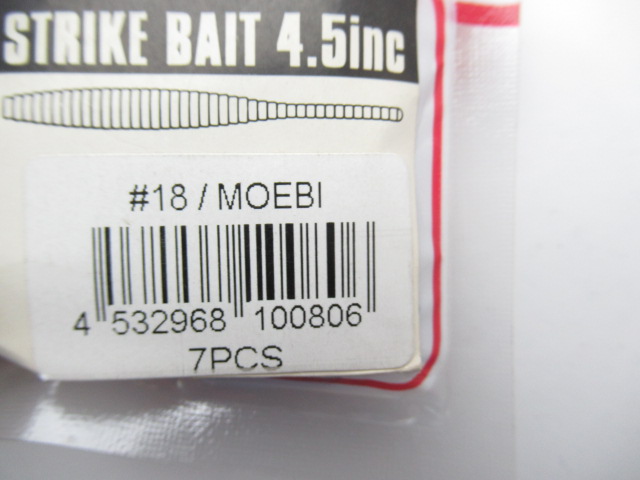 STRIKE BAIT 4.5inc
#18 / MOEBI
4 532968 100806
7PCS